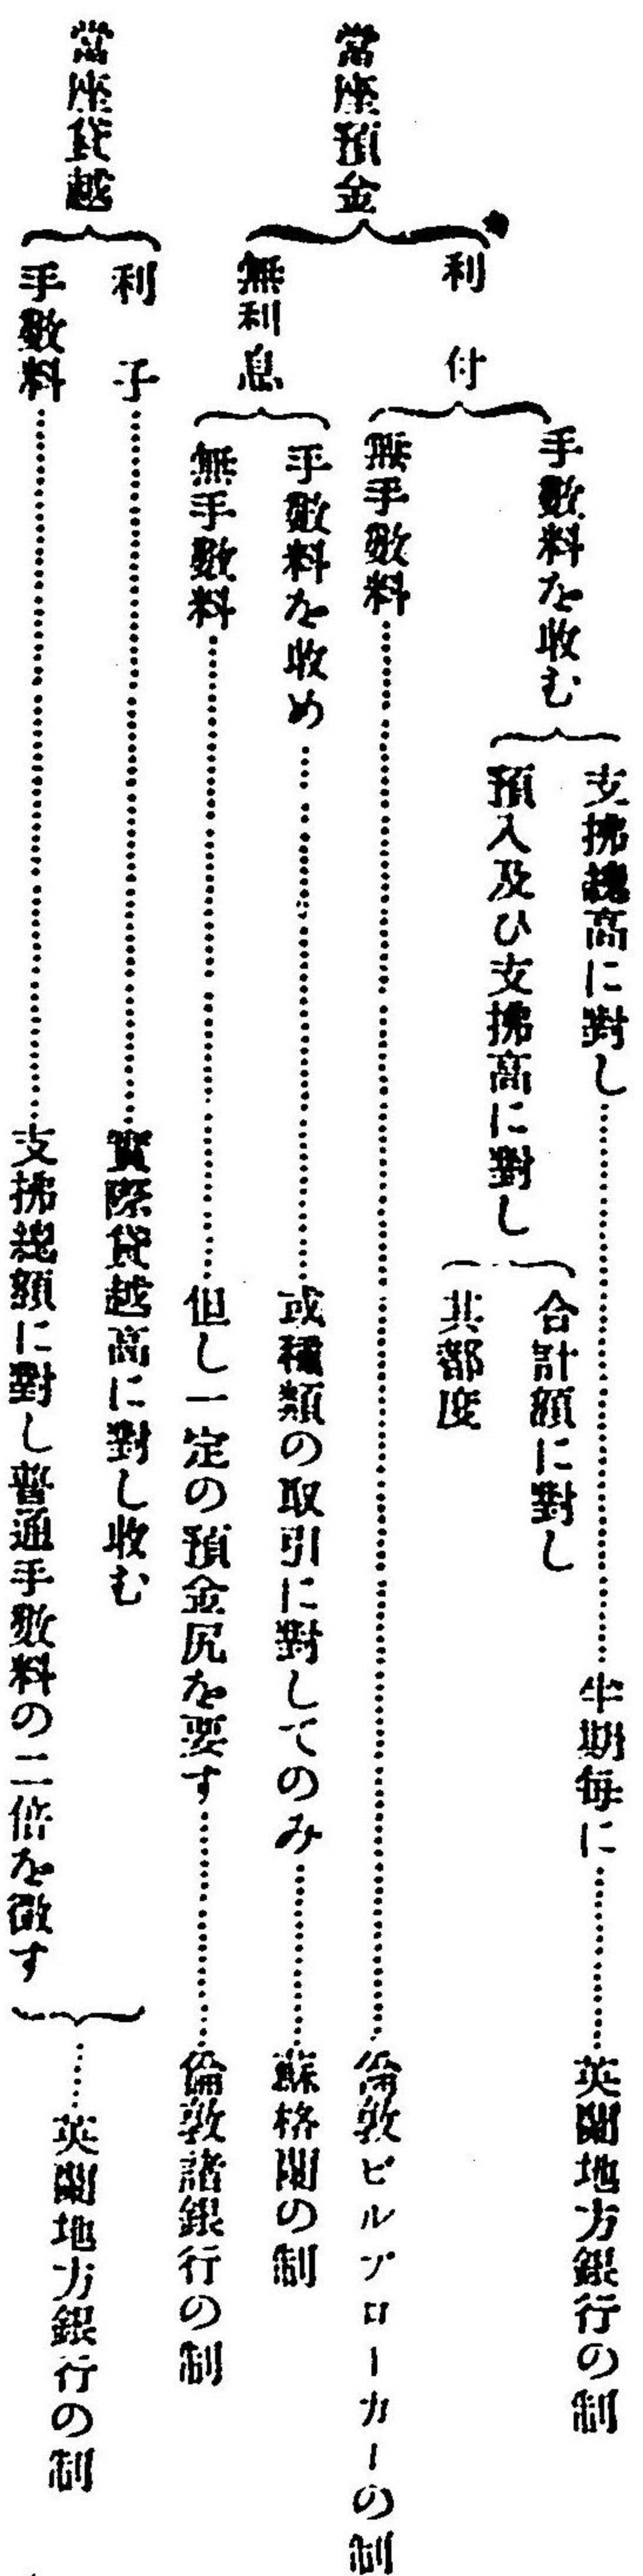 當座預金
利付
手數料を收む
支拂總高に對し……半期每に……英蘭地方銀行の制
預入及ひ支拂高に對し
合計額に對し
其都度
無手數料……倫敦ビルブローカーの制
無利息
手數料を收め……或種類の取引に對してのみ……蘇格蘭の制
無手數料……但し一定の預金尻を要す……倫敦諸銀行の制
當座貸越
利子……實際貸越高に對し收む
手數料……支拂總額に對し普通手數料の二倍を徵す
……英蘭地方銀行の制